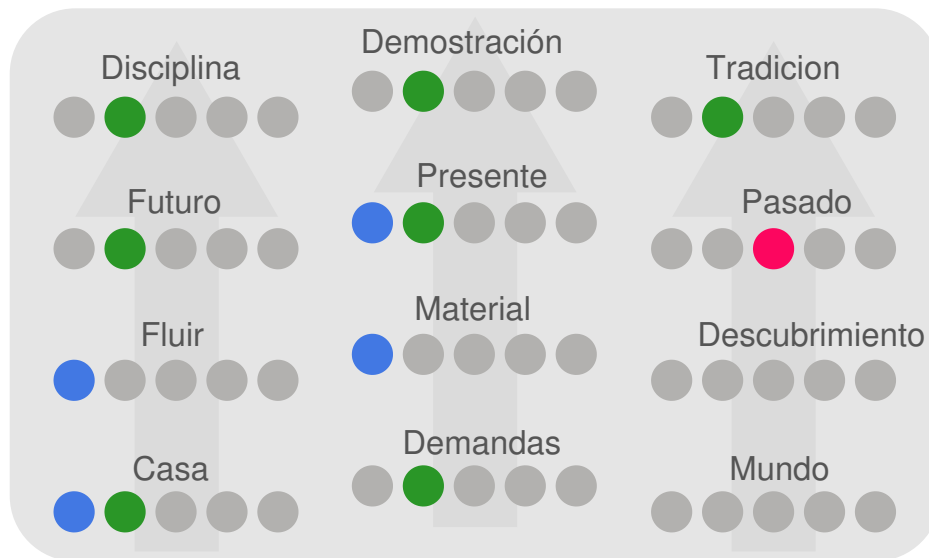 Disciplina
Demostración
Tradicion
Futuro
Presente
Pasado
Fluir
Material
Descubrimiento
Casa
Demandas
Mundo